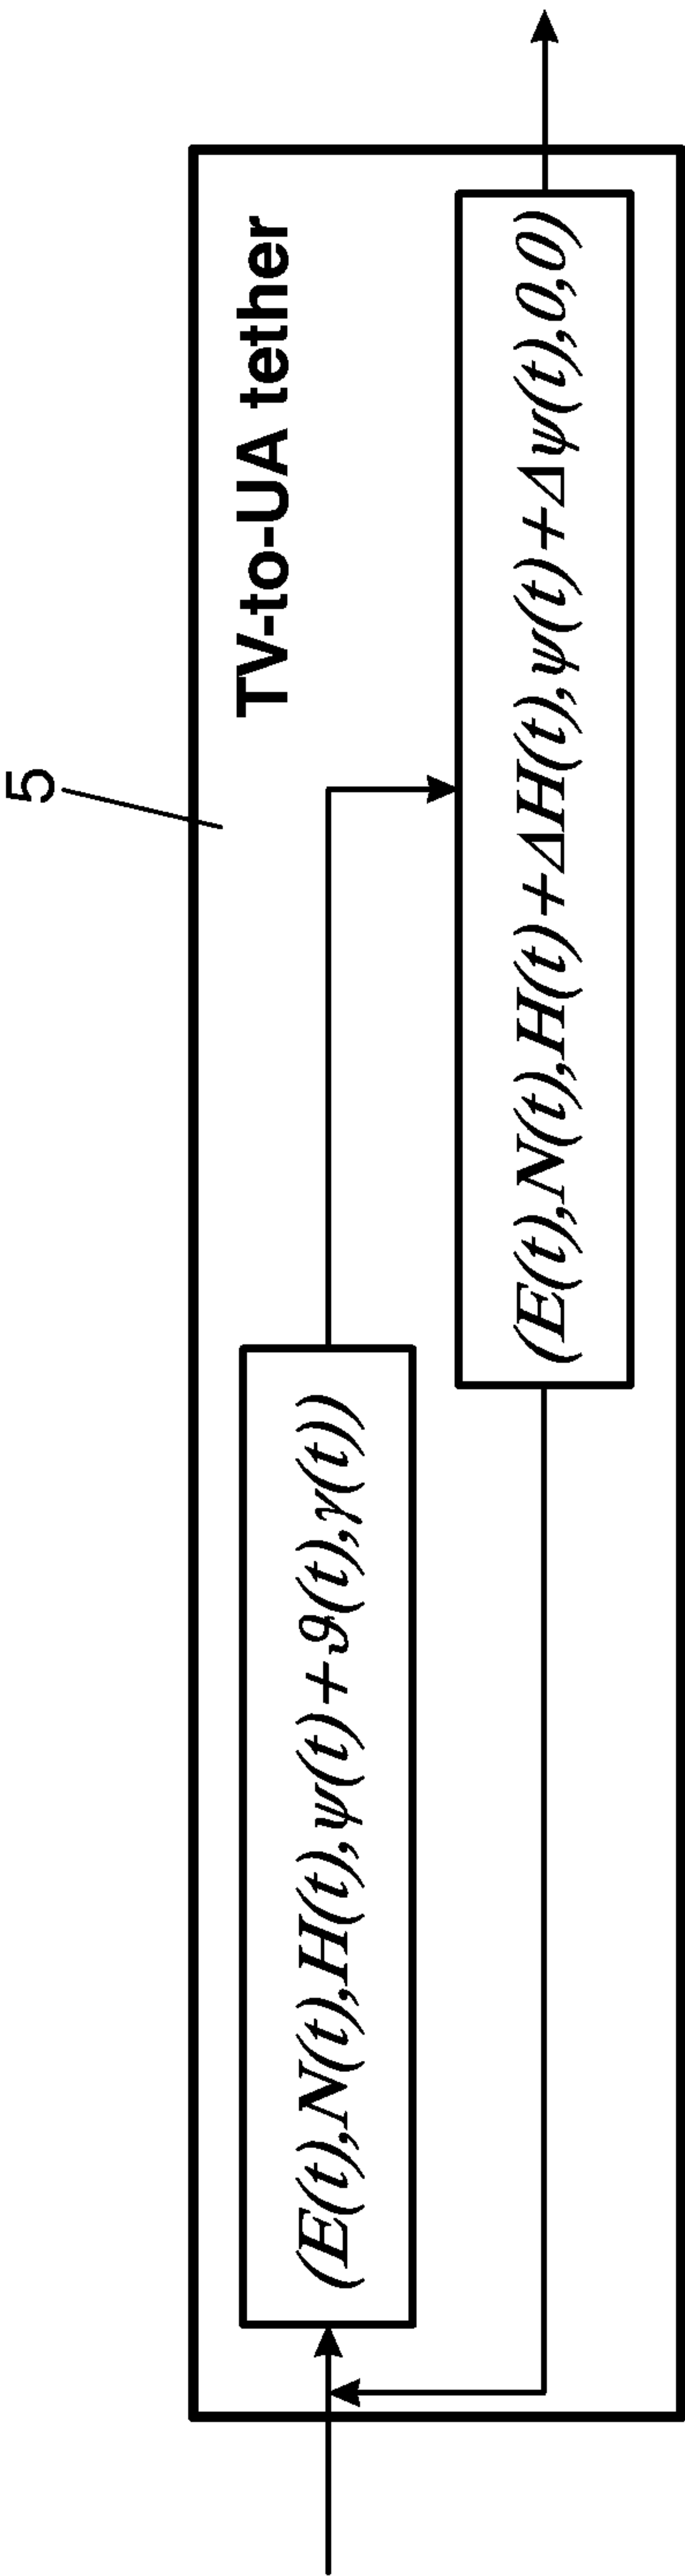 5
TV-to-UA tether
(E(t),N(t),H(t),ψ(t)+ϑ(t),γ(t))
(E(t),N(t),H(t)+ΔH(t),ψ(t)+Δψ(t),0,0)